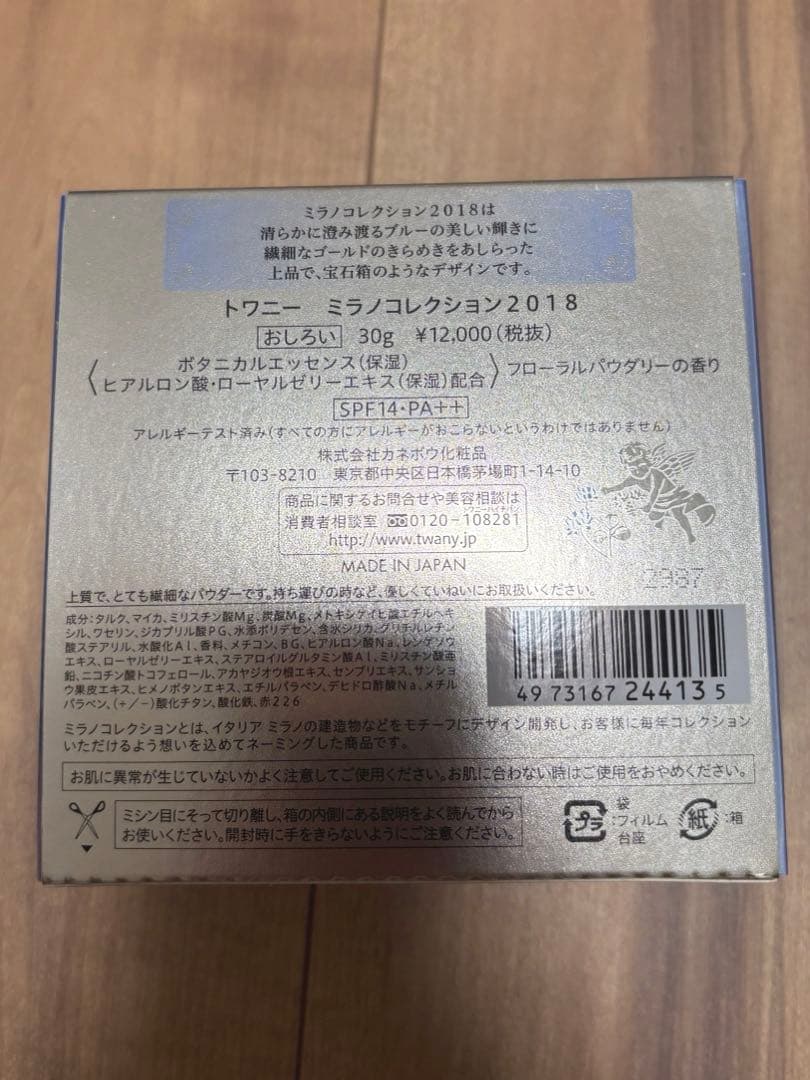 ミラノコレクション2018は
清らかに澄み渡るブルーの美しい輝きに
繊細なゴールドのきらめきをあしらった
上品で、宝石箱のようなデザインです。
トワニー ミラノコレクション2018
おしろい 30g ¥12,000(税抜)
ボタニカルエッセンス(保湿)
ヒアルロン酸・ローヤルゼリーエキス(保湿)配合
フローラルパウダリーの香り
SPF14・PA++
アレルギーテスト済み(すべての方にアレルギーがおこらないというわけではありません)
株式会社カネボウ化粧品
〒103-8210 東京都中央区日本橋茅場町1-14-10
商品に関するお問合せや美容相談は
消費者相談室 0120-108281
http://www.twany.jp
MADE IN JAPAN
2987
上質で、とても繊細なパウダーです。持ち運びの時など、優しくていねいにお取扱いください。
成分:タルク、マイカ、ミリスチン酸Mg、炭酸Mg、メトキシケイヒ酸エチルヘキ
シル、ワセリン、ジカプリル酸PG、水添ポリデセン、含水シリカ、グリチルレチン
酸ステアリル、水酸化Al、香料、メチコン、BG、ヒアルロン酸Na、レンゲソウ
エキス、ローヤルゼリーエキス、ステアロイルグルタミン酸Al、ミリスチン酸亜
鉛、ニコチン酸トコフェロール、アカヤジオウ根エキス、センブリエキス、サンショ
ウ果皮エキス、ヒメノボタンエキス、エチルパラベン、デヒドロ酢酸Na、メチル
パラベン、(+/-)酸化チタン、酸化鉄、赤226
4 973167 244135
ミラノコレクションとは、イタリア ミラノの建造物などをモチーフにデザイン開発し、お客様に毎年コレクション
いただけるよう想いを込めてネーミングした商品です。
お肌に異常が生じていないかよく注意してご使用ください。お肌に合わない時はご使用をおやめください。
ミシン目にそって切り離し、箱の内側にある説明をよく読んでから
お使いください。開封時に手をきらないようにご注意ください。
プラ
袋
:フィルム
台座
紙 :箱